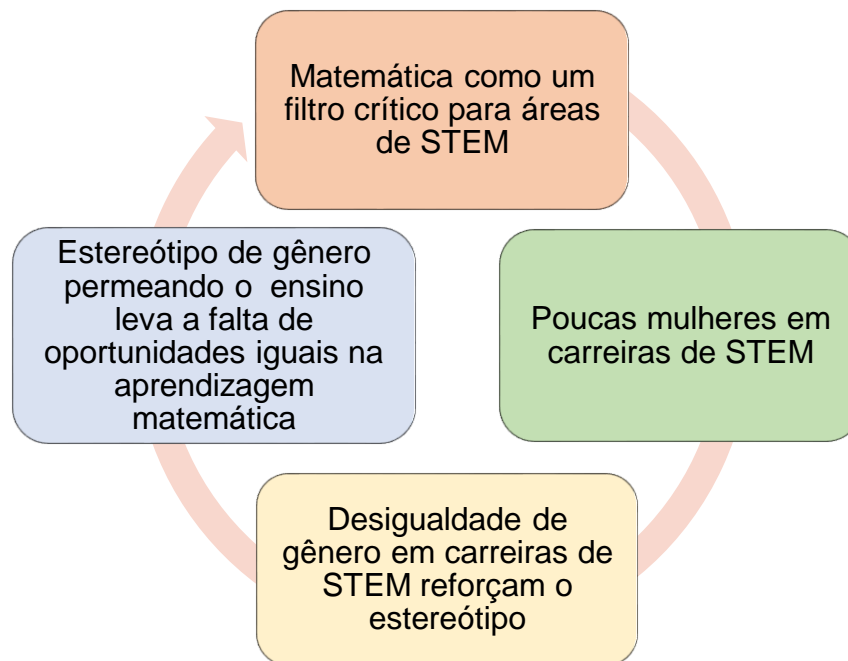 Matemática como um
filtro crítico para áreas
de STEM
Poucas mulheres em
carreiras de STEM
Desigualdade de
gênero em carreiras de
STEM reforçam o
estereótipo
Estereótipo de gênero
permeando o ensino
leva a falta de
oportunidades iguais na
aprendizagem
matemática